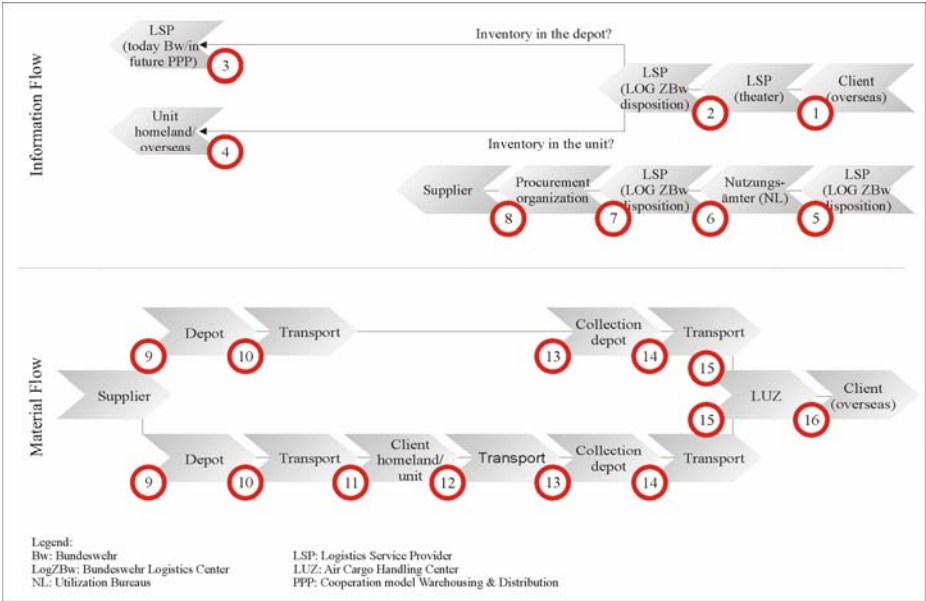 Information Flow
LSP
(today Bw/in
future PPP)
3
Inventory in the depot?
LSP
(LOG ZBw
disposition)
2
LSP
(theater)
1
Client
(overseas)
Unit
homeland/
overseas
4
Inventory in the unit?
Supplier
8
Procurement
organization
7
LSP
(LOG ZBw
disposition)
6
Nutzungs-
ämter (NL)
5
LSP
(LOG ZBw
disposition)
Material Flow
9
Depot
10
Transport
13
Collection
depot
14
Transport
15
Supplier
LUZ
16
Client
(overseas)
15
9
Depot
10
Transport
11
Client
homeland/
unit
12
Transport
13
Collection
depot
14
Transport
Legend:
Bw: Bundeswehr
LogZBw: Bundeswehr Logistics Center
NL: Utilization Bureaus
LSP: Logistics Service Provider
LUZ: Air Cargo Handling Center
PPP: Cooperation model Warehousing & Distribution